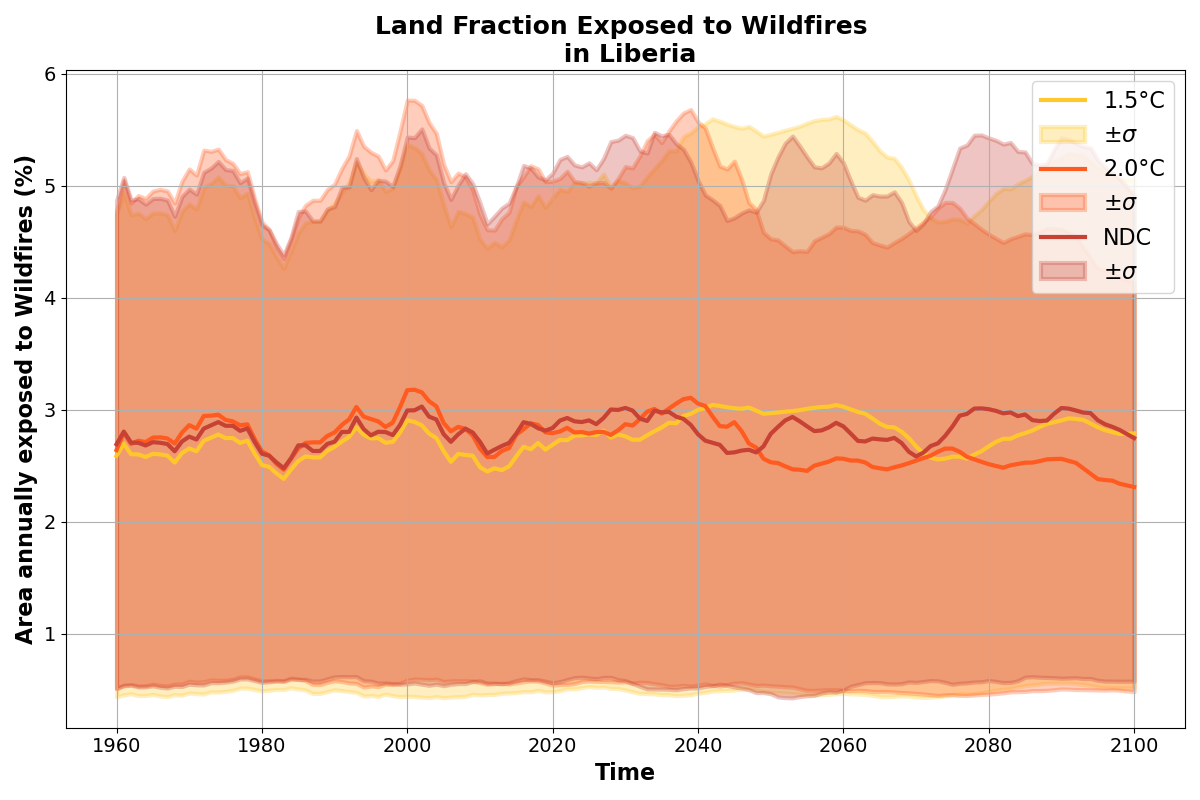 Land Fraction Exposed to Wildfires
in Liberia
Area annually exposed to Wildfires (%)
6
5
4
3
2
1
1.5°C
±σ
2.0°C
±σ
NDC
±σ
1960
1980
2000
2020
2040
2060
2080
2100
Time